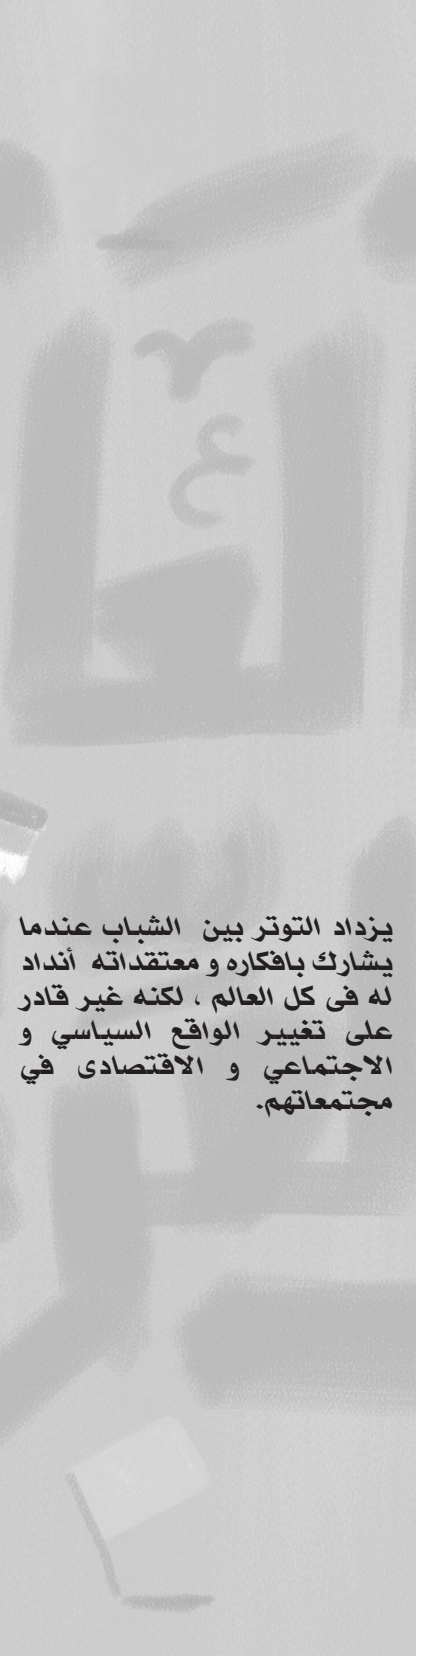 يزداد التوتر بين الشباب عندما
يشارك بافكاره و معتقداته أنداد
له فى كل العالم ، لكنه غير قادر
على تغيير الواقع السياسي و
الاجتماعي و الاقتصادى في
مجتمعاتهم.